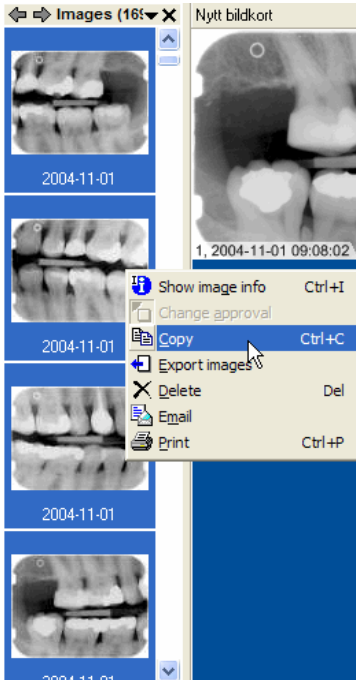 Images (169
Nytt bildkort
2004-11-01
1, 2004-11-01 09:08:02
Show image info Ctrl+I
Change approval
2004-11-01
Copy Ctrl+C
Export images
Delete Del
Email
Print Ctrl+P
2004-11-01
2004-11-01